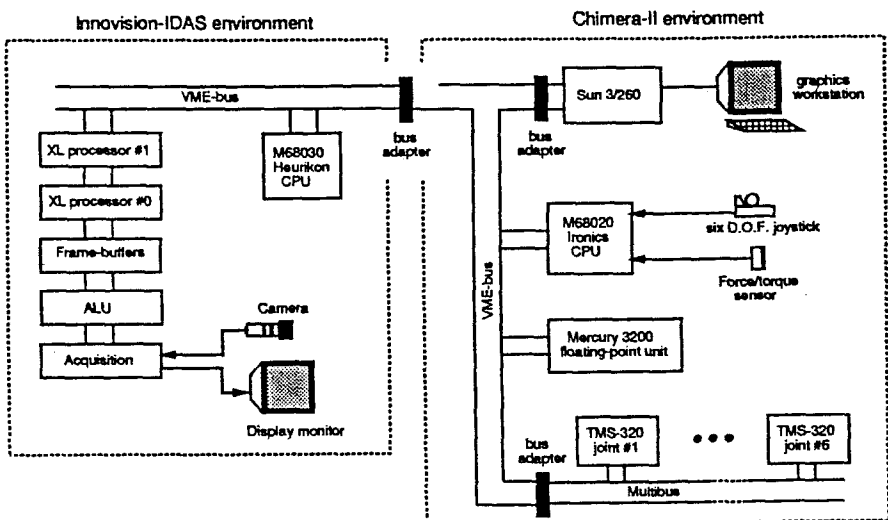 Innovision-IDAS environment
Chimera-II environment
VME-bus
XL processor #1
XL processor #0
Frame-buffers
ALU
Acquisition
M68030
Heurikon
CPU
Camera
Display monitor
bus
adapter
bus
adapter
Sun 3/260
graphics
workstation
M68020
Ironics
CPU
six D.O.F. joystick
Force/torque
sensor
VME-bus
Mercury 3200
floating-point unit
bus
adapter
TMS-320
joint #1
TMS-320
joint #6
Multibus